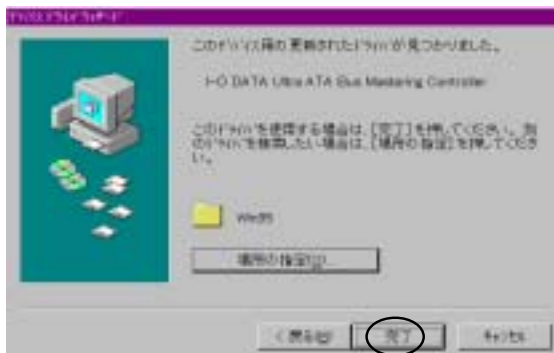 デバイス ドライバ ウィザード
このデバイス用の更新されたドライバが見つかりました。
I-O DATA Ultra ATA Bus Mastering Controller
このドライバを使用する場合は、[完了]を押してください。別
のドライバを検索したい場合は、[場所の指定]を押してくださ
い。
Win95
場所の指定(O)...
< 戻る(B)
完了
キャンセル